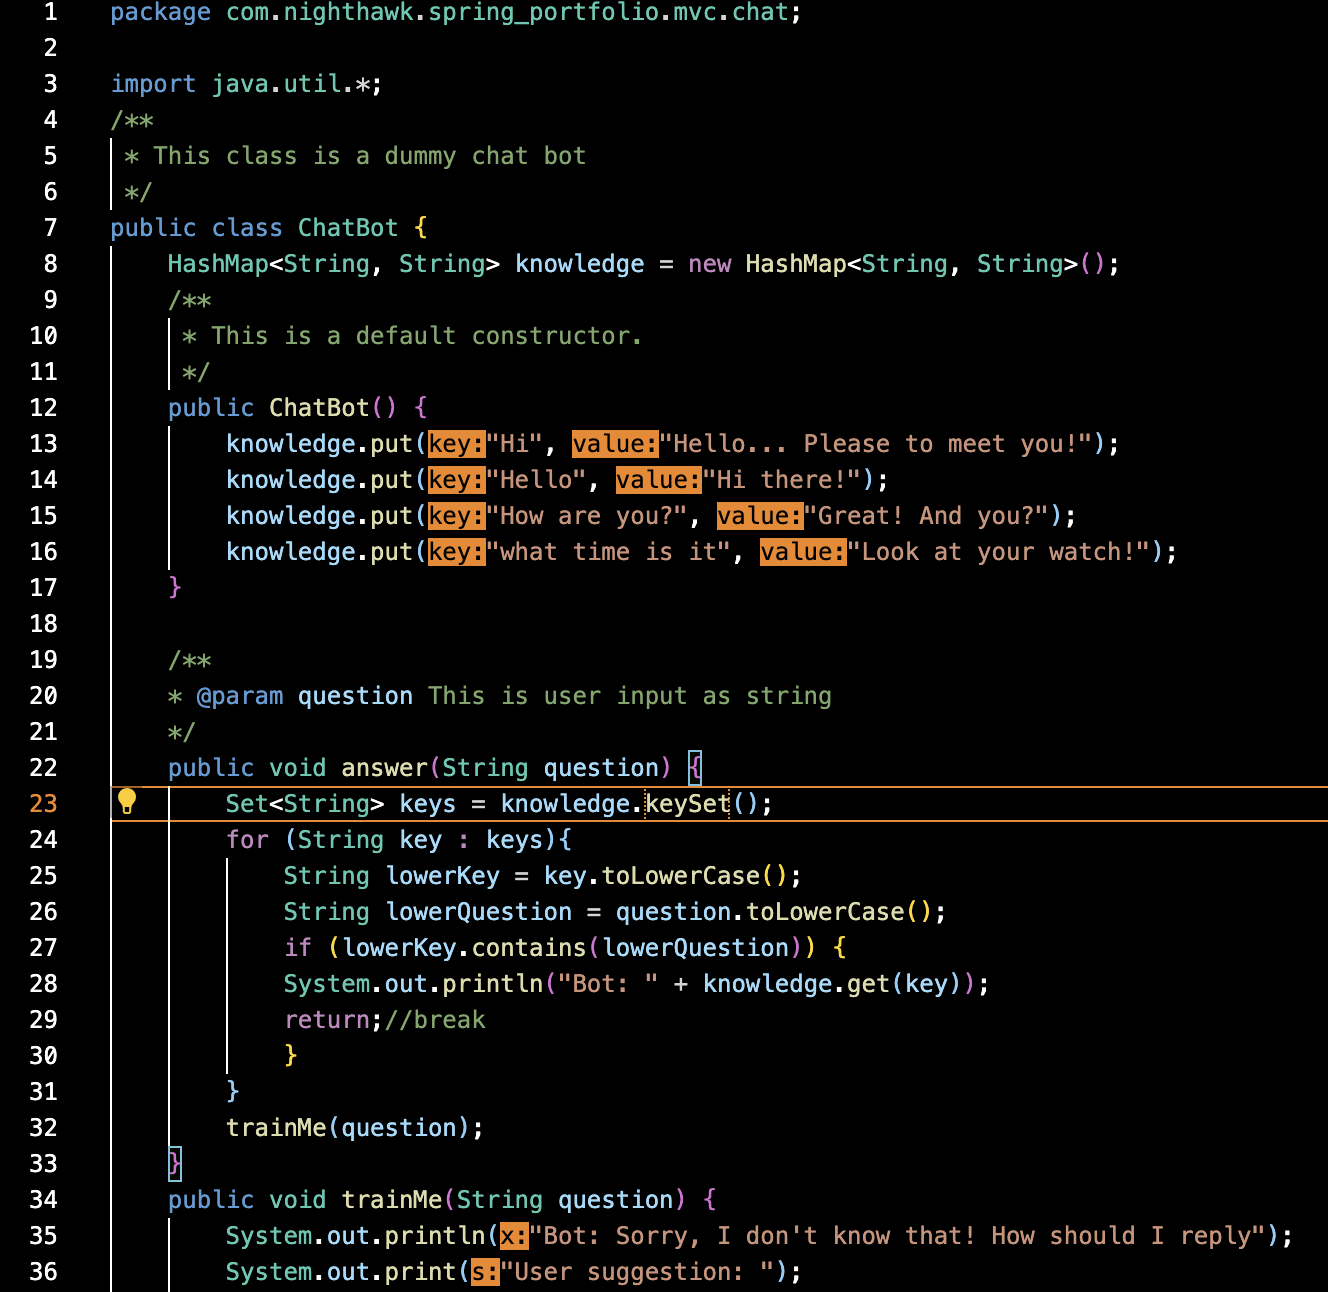 1 package com.nighthawk.spring_portfolio.mvc.chat;
2
3 import java.util.*;
4 /**
5 * This class is a dummy chat bot
6 */
7 public class ChatBot {
8 HashMap<String, String> knowledge = new HashMap<String, String>();
9 /**
10 * This is a default constructor.
11 */
12 public ChatBot() {
13 knowledge.put(key:"Hi", value:"Hello... Please to meet you!");
14 knowledge.put(key:"Hello", value:"Hi there!");
15 knowledge.put(key:"How are you?", value:"Great! And you?");
16 knowledge.put(key:"what time is it", value:"Look at your watch!");
17 }
18
19 /**
20 * @param question This is user input as string
21 */
22 public void answer(String question) {
23 Set<String> keys = knowledge.keySet();
24 for (String key : keys){
25 String lowerKey = key.toLowerCase();
26 String lowerQuestion = question.toLowerCase();
27 if (lowerKey.contains(lowerQuestion)) {
28 System.out.println("Bot: " + knowledge.get(key));
29 return;//break
30 }
31 }
32 trainMe(question);
33 }
34 public void trainMe(String question) {
35 System.out.println(x:"Bot: Sorry, I don't know that! How should I reply");
36 System.out.print(s:"User suggestion: ");